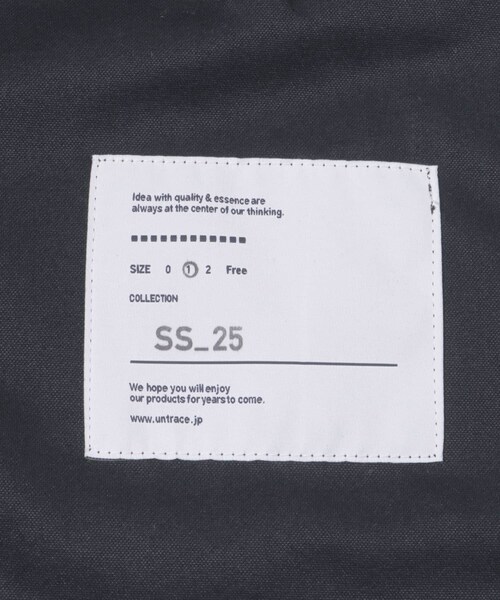 Idea with quality & essence are
always at the center of our thinking.
SIZE 0 1 2 Free
COLLECTION
SS_25
We hope you will enjoy
our products for years to come.
www.untrace.jp